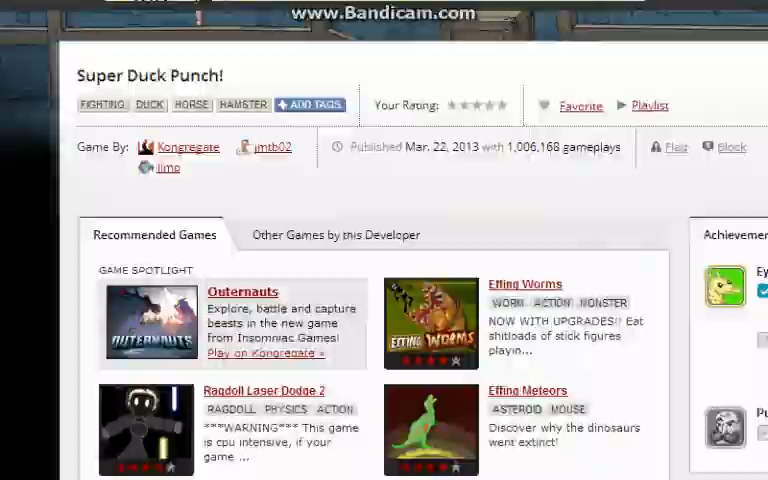 www.Bandicam.com
Super Duck Punch!
FIGHTING DUCK HORSE HAMSTER + ADD TAGS Your Rating: Favorite Playlist
Game By: Kongregate jmtb02 Published Mar. 22, 2013 with 1,006,168 gameplays Flag Block
Recommended Games Other Games by this Developer Achievemen
GAME SPOTLIGHT
OUTERNAUTS
Outernauts
Explore, battle and capture
beasts in the new game
from Insomniac Games!
Play on Kongregate »
EFFING WORMS
Effing Worms
WORM ACTION MONSTER
NOW WITH UPGRADES!! Eat
shitloads of stick figures
playin...
Ey
Ragdoll Laser Dodge 2
RAGDOLL PHYSICS ACTION
***WARNING*** This game
is cpu intensive, if your
game ...
Effing Meteors
ASTEROID MOUSE
Discover why the dinosaurs
went extinct!
Pu